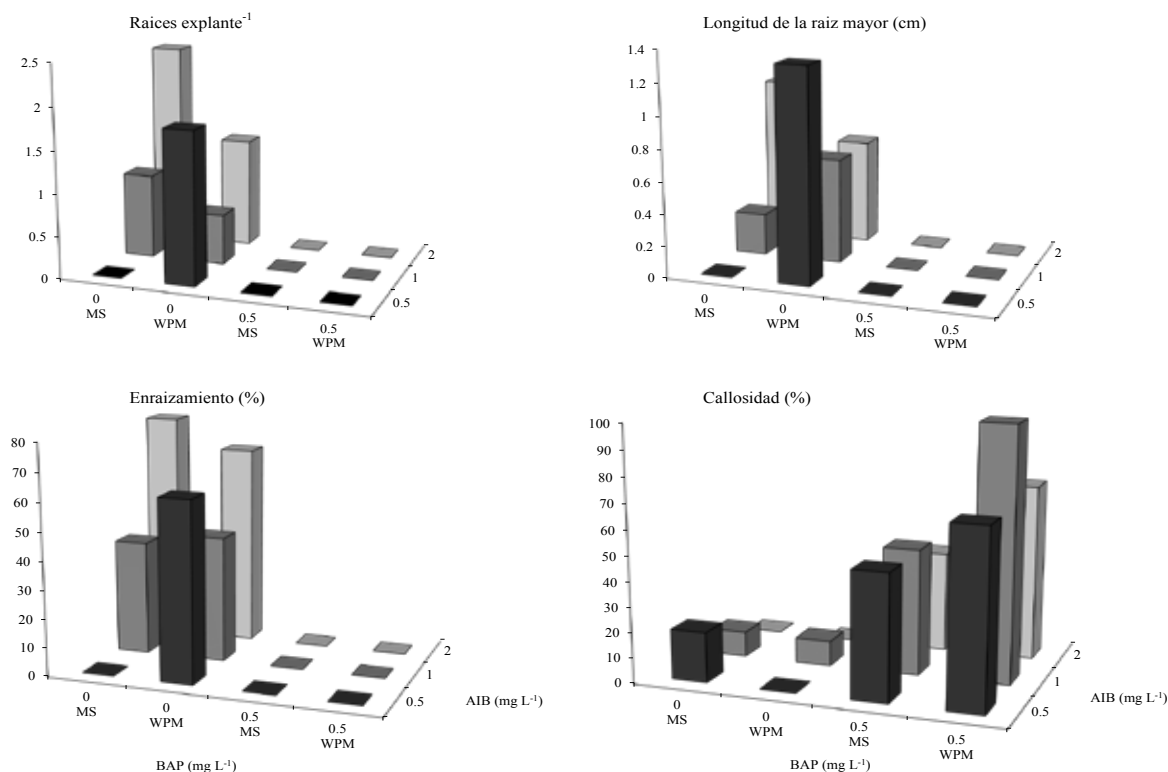 Raices explante-1
2.5
2
1.5
1
0.5
0
0 0 0.5 0.5
MS WPM MS WPM
0.5
1
2
Longitud de la raiz mayor (cm)
1.4
1.2
1
0.8
0.6
0.4
0.2
0
0 0 0.5 0.5
MS WPM MS WPM
0.5
1
2
Enraizamiento (%)
80
70
60
50
40
30
20
10
0
0 0 0.5 0.5
MS WPM MS WPM
0.5
1
2
AIB (mg L-1)
BAP (mg L-1)
Callosidad (%)
100
90
80
70
60
50
40
30
20
10
0
0 0 0.5 0.5
MS WPM MS WPM
0.5
1
2
AIB (mg L-1)
BAP (mg L-1)